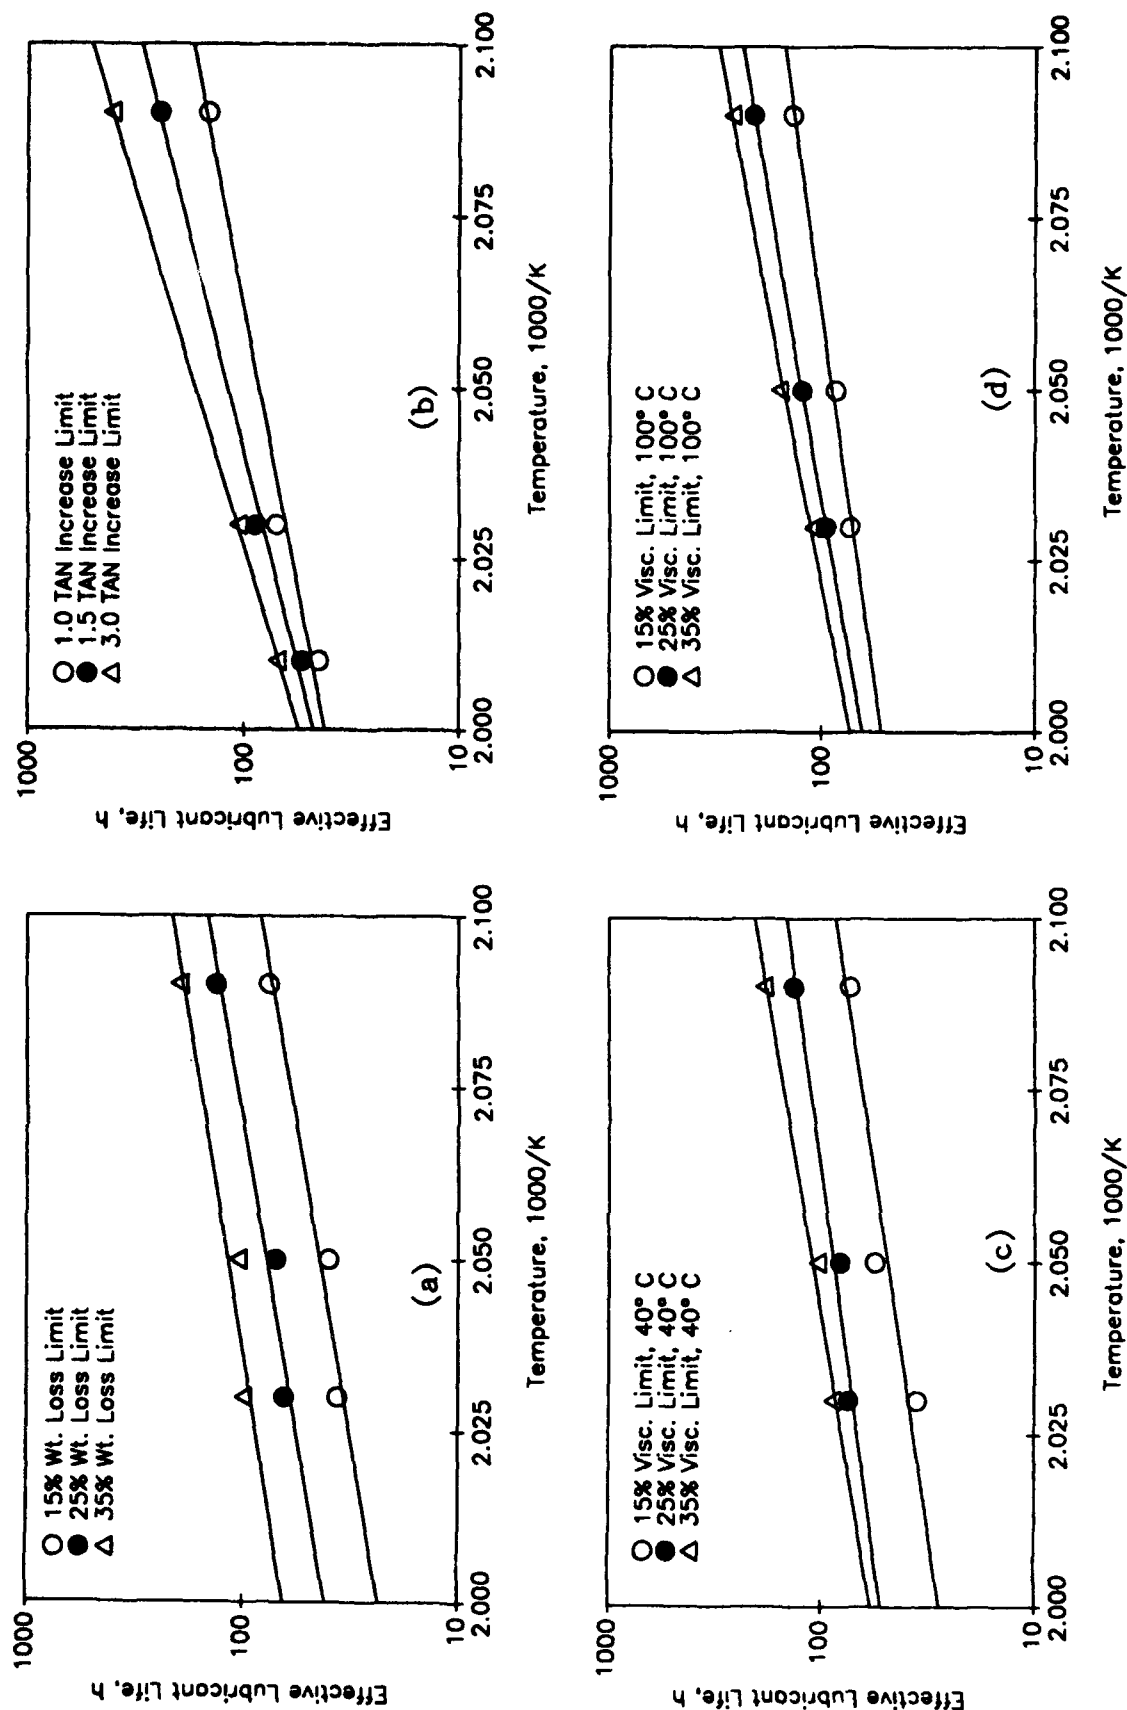 1000
100
10
Effective Lubricant Life, h
○ 15% Wt. Loss Limit
● 25% Wt. Loss Limit
△ 35% Wt. Loss Limit
2.000
2.025
2.050
2.075
2.100
(a)
Temperature, 1000/K
1000
100
10
Effective Lubricant Life, h
○ 1.0 TAN Increase Limit
● 1.5 TAN Increase Limit
△ 3.0 TAN Increase Limit
2.000
2.025
2.050
2.075
2.100
(b)
Temperature, 1000/K
1000
100
10
Effective Lubricant Life, h
○ 15% Visc. Limit, 40° C
● 25% Visc. Limit, 40° C
△ 35% Visc. Limit, 40° C
2.000
2.025
2.050
2.075
2.100
(c)
Temperature, 1000/K
1000
100
10
Effective Lubricant Life, h
○ 15% Visc. Limit, 100° C
● 25% Visc. Limit, 100° C
△ 35% Visc. Limit, 100° C
2.000
2.025
2.050
2.075
2.100
(d)
Temperature, 1000/K